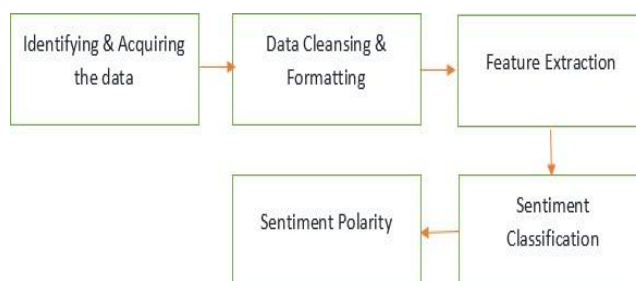 Identifying & Acquiring
the data
Data Cleansing &
Formatting
Feature Extraction
Sentiment
Classification
Sentiment Polarity